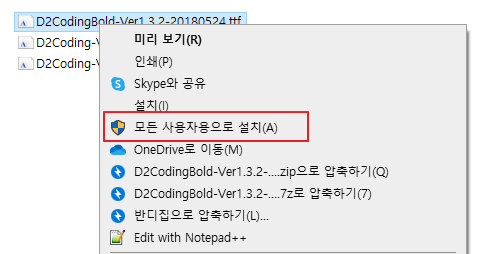 D2CodingBold-Ver1.3.2-20180524.ttf
D2Coding-V
D2Coding-V
미리 보기(R)
인쇄(P)
Skype와 공유
설치(I)
모든 사용자용으로 설치(A)
OneDrive로 이동(M)
D2CodingBold-Ver1.3.2-....zip으로 압축하기(Q)
D2CodingBold-Ver1.3.2-....7z로 압축하기(7)
반디집으로 압축하기(L)...
Edit with Notepad++